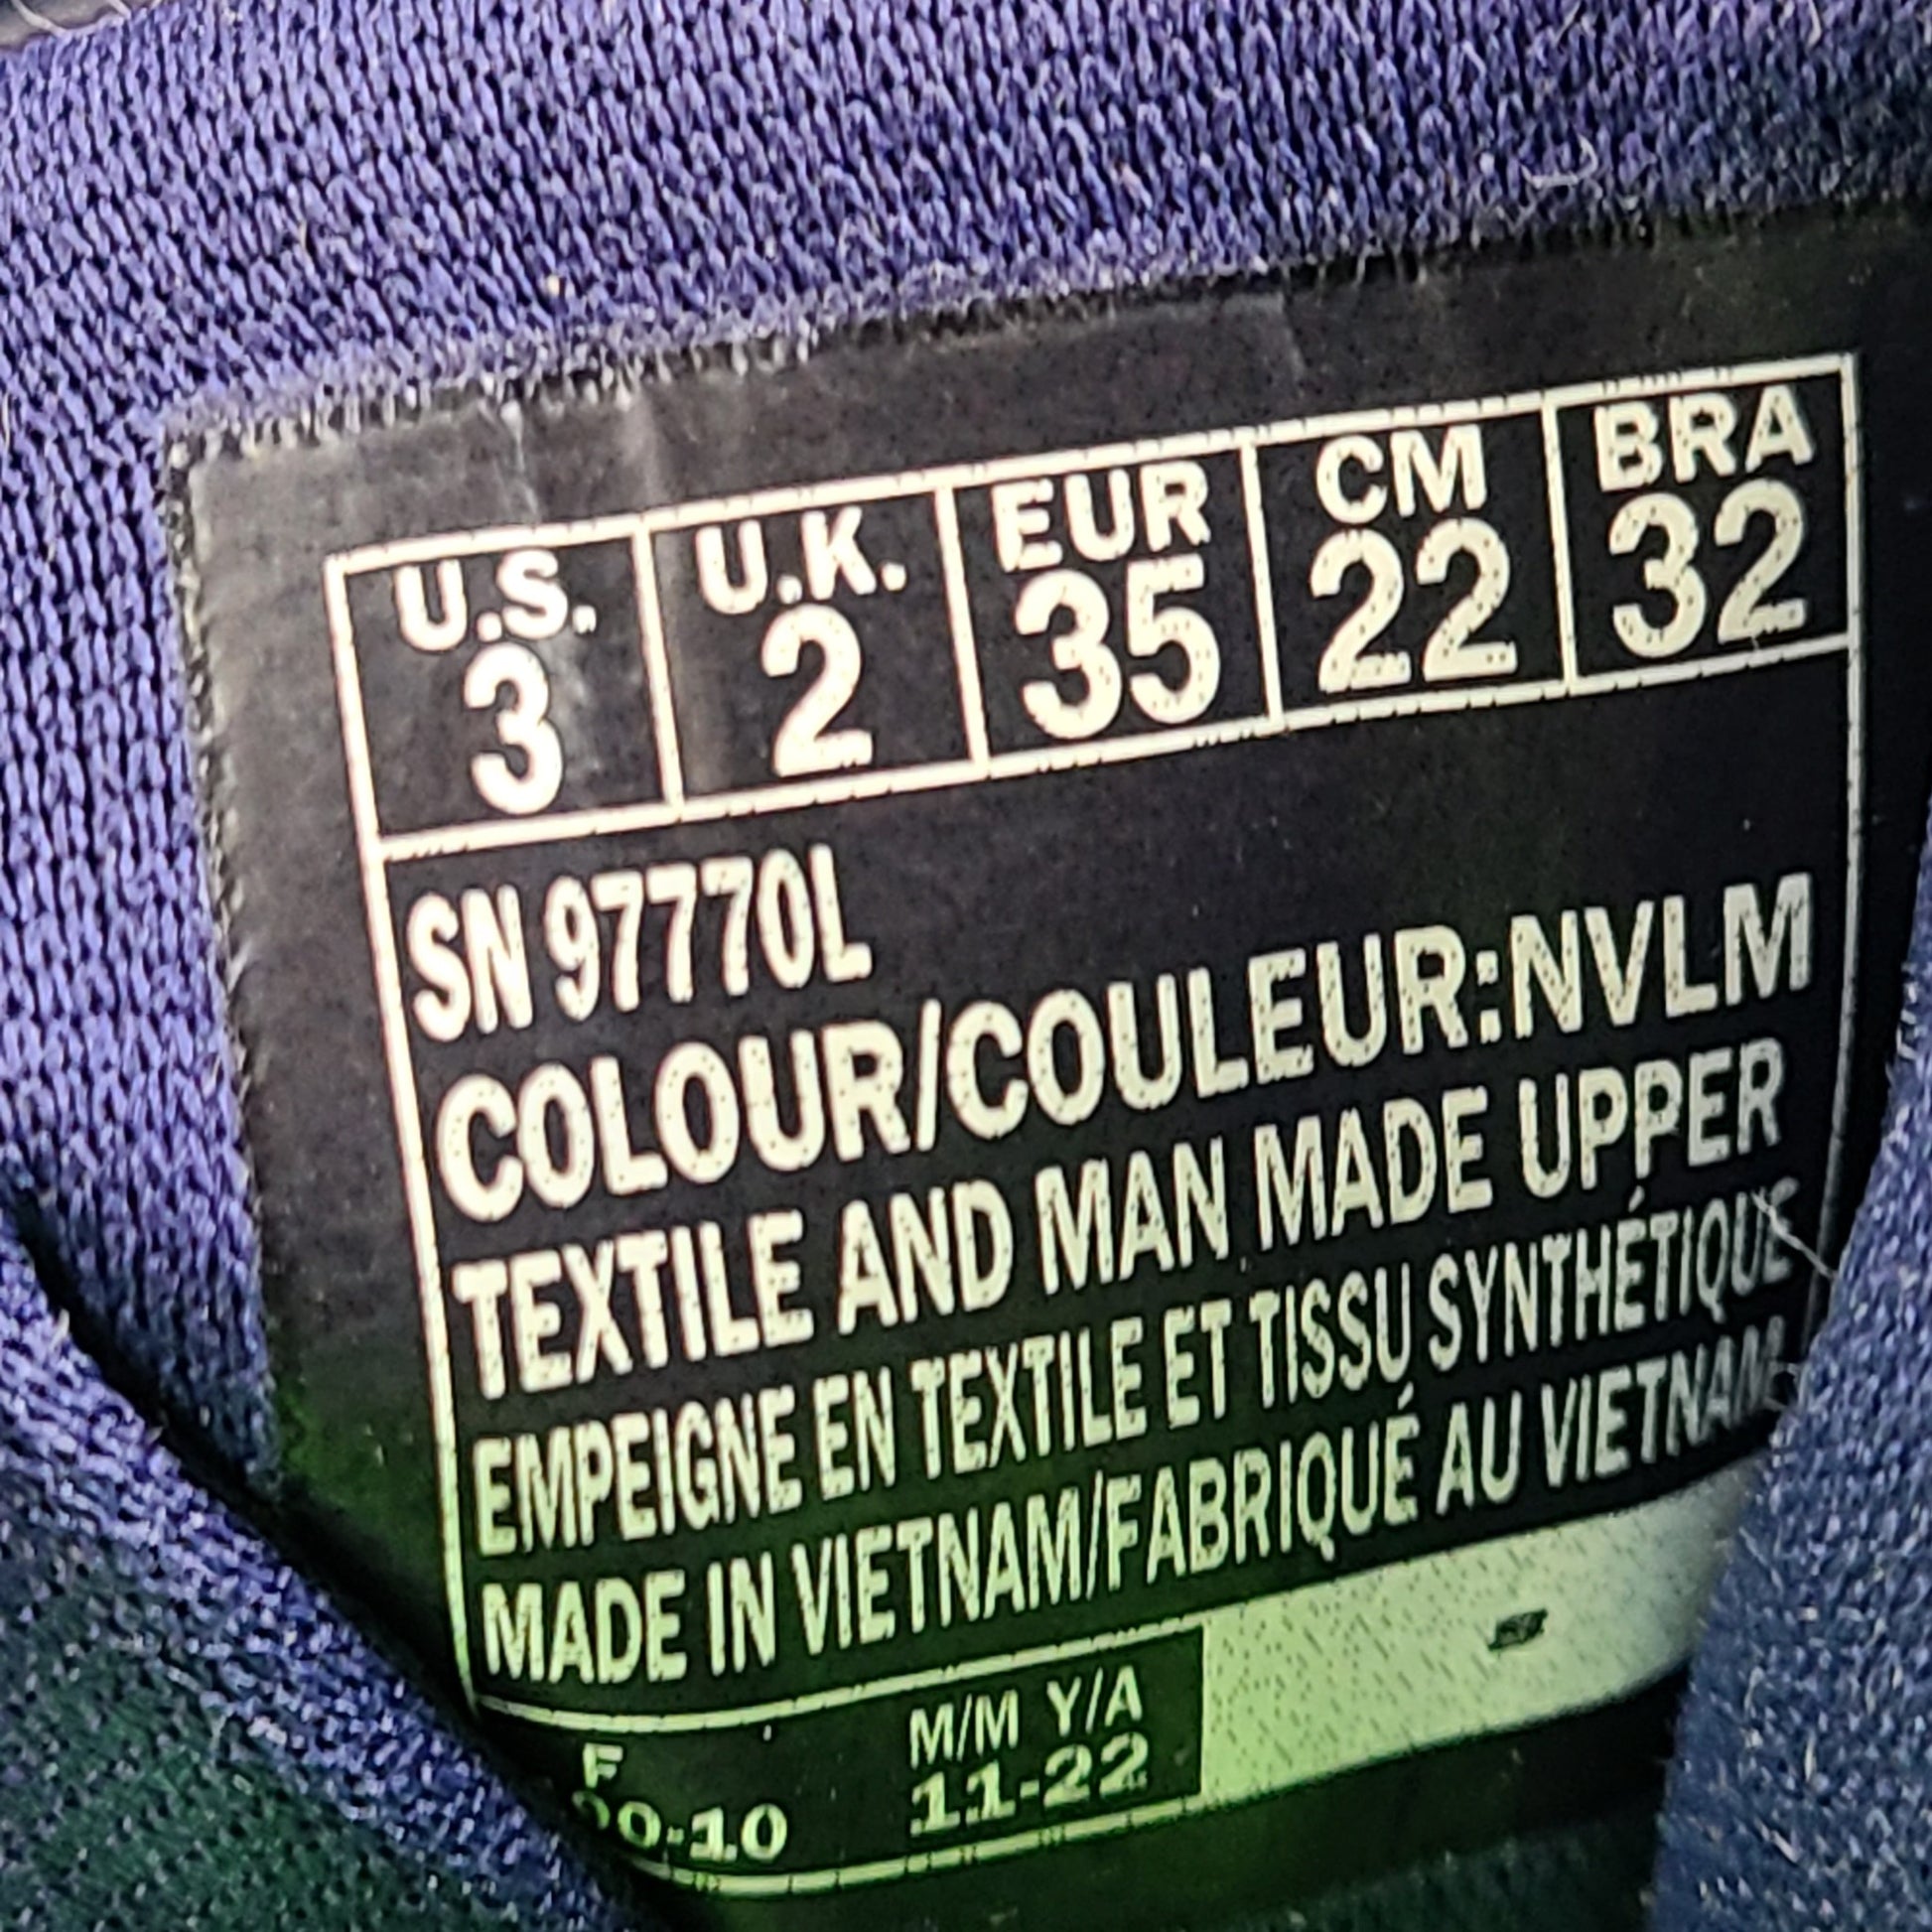 U.S. U.K. EUR CM BRA
3 2 35 22 32
SN 97770L
COLOUR/COULEUR:NVLM
TEXTILE AND MAN MADE UPPER
EMPEIGNE EN TEXTILE ET TISSU SYNTHÉTIQUE
MADE IN VIETNAM/FABRIQUÉ AU VIETNAM
F M/M Y/A
11-22